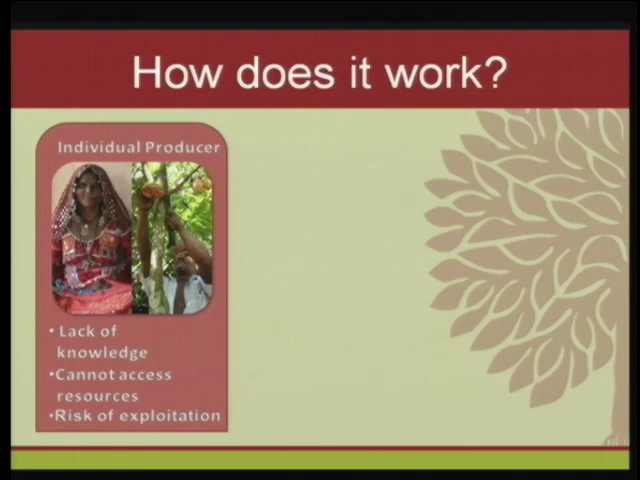 How does it work?
Individual Producer
• Lack of
knowledge
•Cannot access
resources
•Risk of exploitation